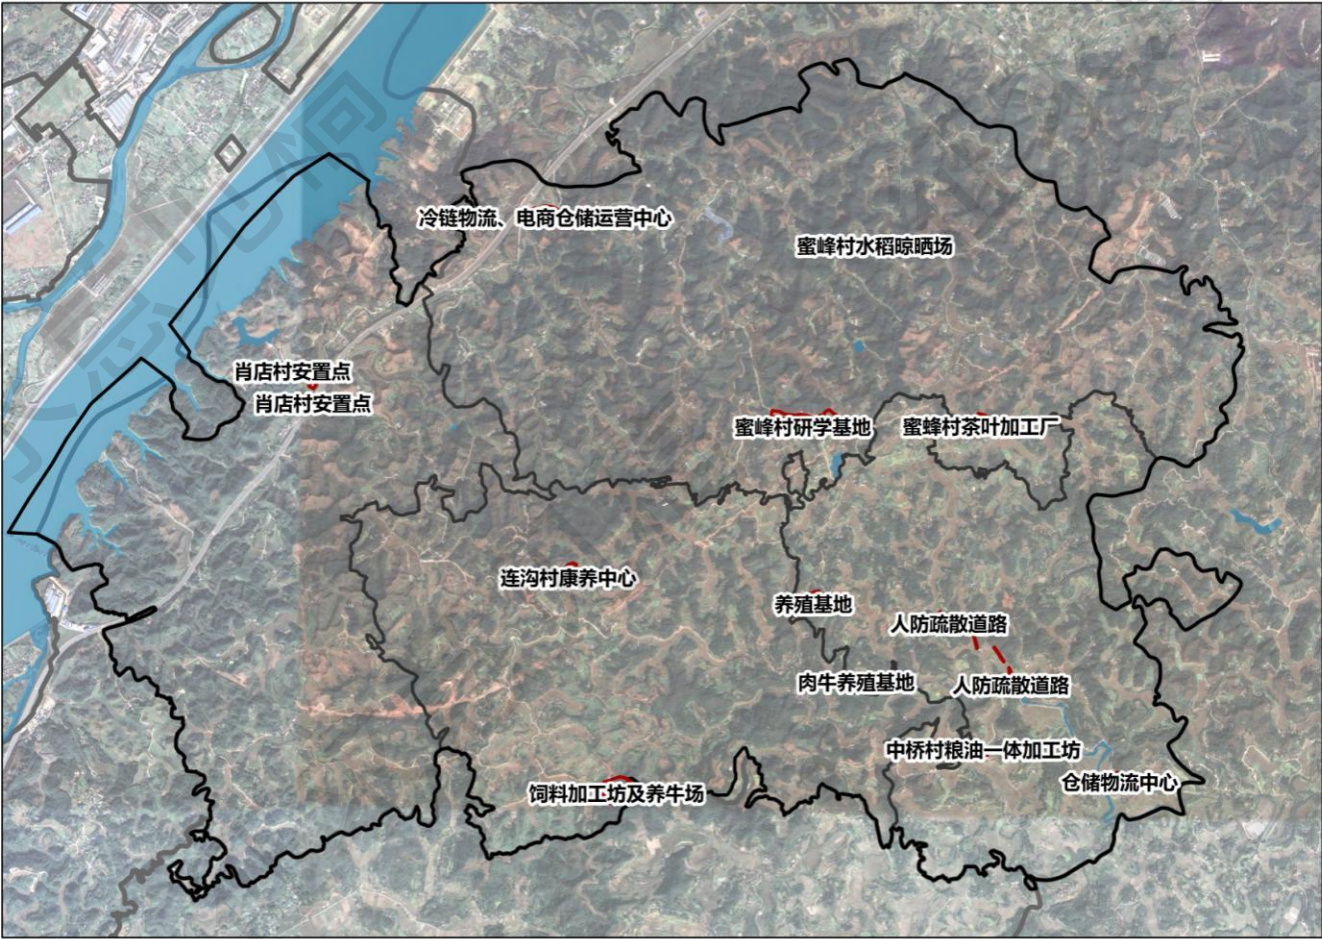 冷链物流、电商仓储运营中心
蜜峰村水稻晾晒场
肖店村安置点
肖店村安置点
蜜峰村研学基地
蜜蜂村茶叶加工厂
连沟村康养中心
养殖基地
人防疏散道路
肉牛养殖基地
人防疏散道路
中桥村粮油一体加工坊
仓储物流中心
饲料加工坊及养牛场